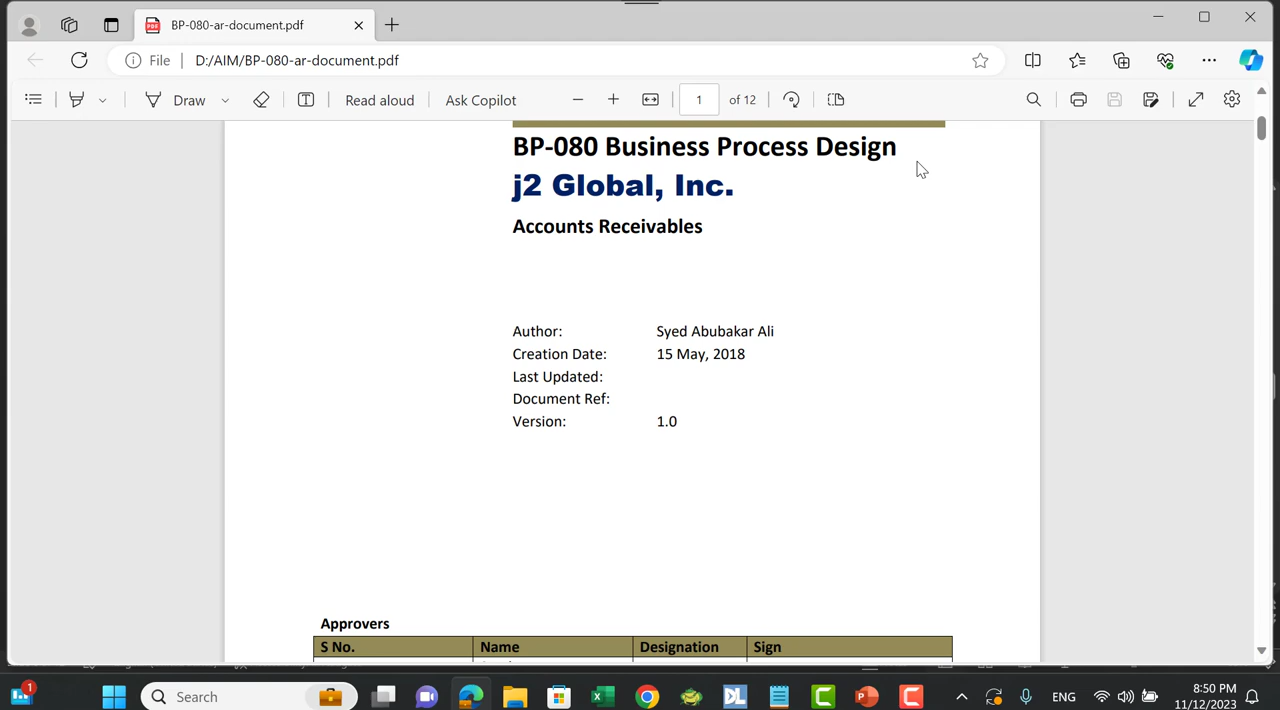 BP-080-ar-document.pdf
File
D:/AIM/BP-080-ar-document.pdf
Draw
Read aloud
Ask Copilot
1 of 12
BP-080 Business Process Design
j2 Global, Inc.
Accounts Receivables
Author: Syed Abubakar Ali
Creation Date: 15 May, 2018
Last Updated:
Document Ref:
Version: 1.0
Approvers
S No. Name Designation Sign
1
Search
DL
ENG
8:50 PM
11/12/2023